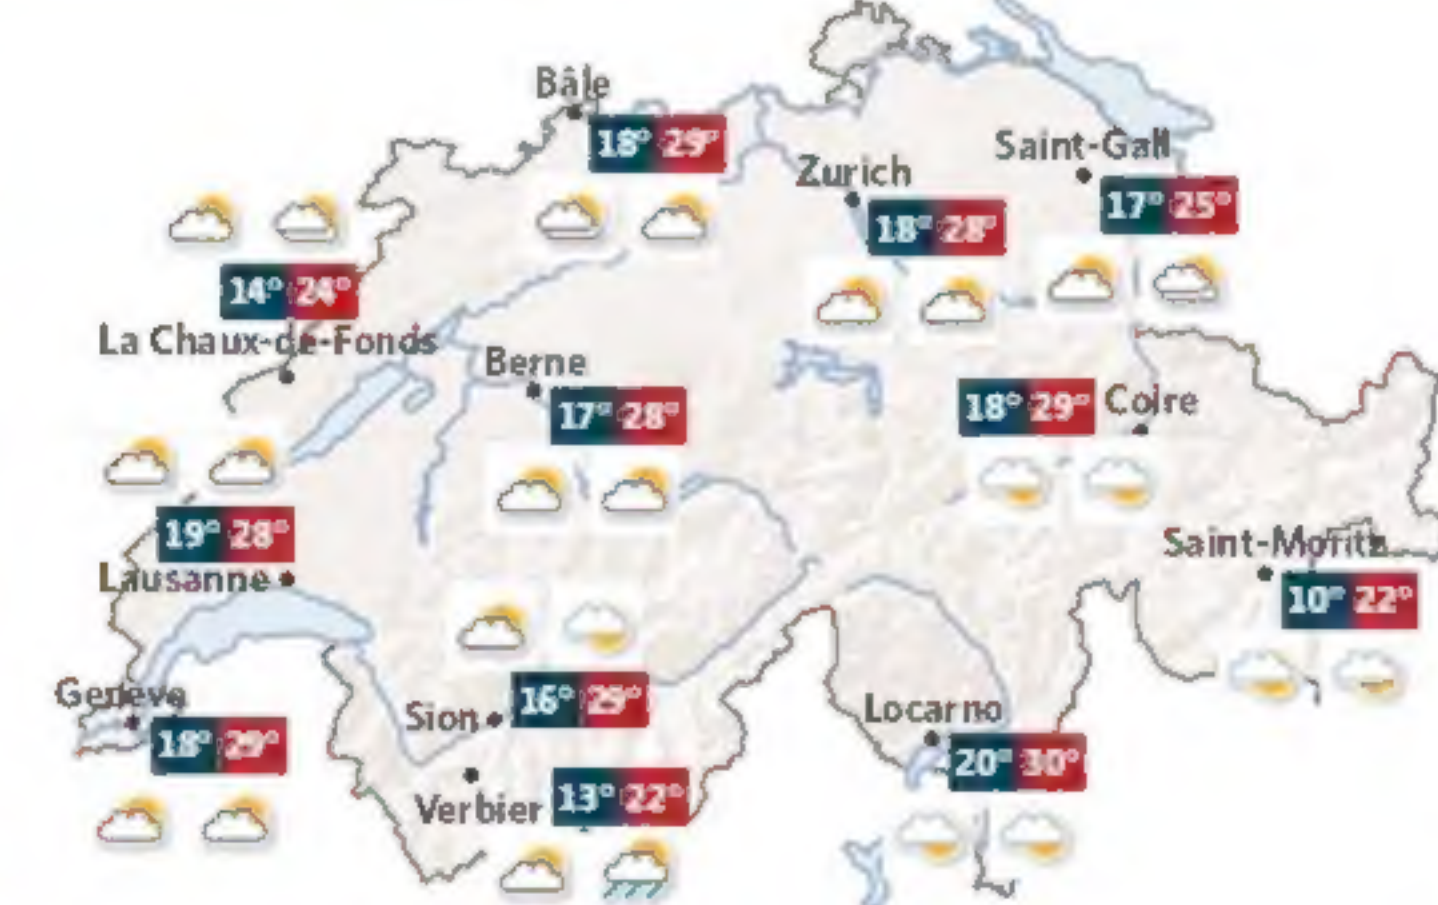 Bâle
18° 29°
Saint-Gall
Zurich
17° 25°
18° 28°
14° 24°
La Chaux-de-Fonds
Berne
17° 28°
18° 29° Coire
19° 28°
Lausanne
Saint-Moritz
10° 22°
Genève
18° 29°
Sion 16° 29°
Locarno
20° 30°
Verbier 13° 22°